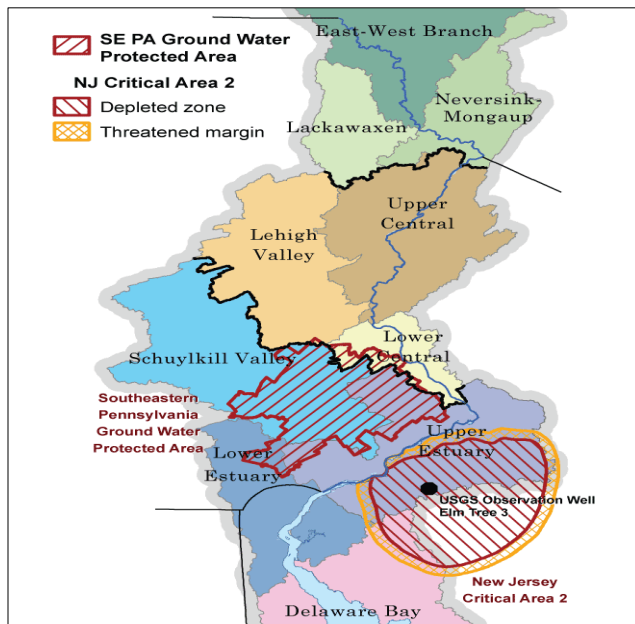 SE PA Ground Water
Protected Area
NJ Critical Area 2
Depleted zone
Threatened margin
East-West Branch
Neversink-
Mongaup
Lackawaxen
Upper
Central
Lehigh
Valley
Lower
Central
Schuylkill Valley
Southeastern
Pennsylvania
Ground Water
Protected Area
Upper
Estuary
Lower
Estuary
USGS Observation Well
Elm Tree 3
New Jersey
Critical Area 2
Delaware Bay